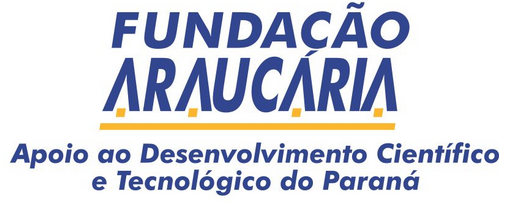 FUNDAÇÃO
ARAUCÁRIA
Apoio ao Desenvolvimento Científico
e Tecnológico do Paraná